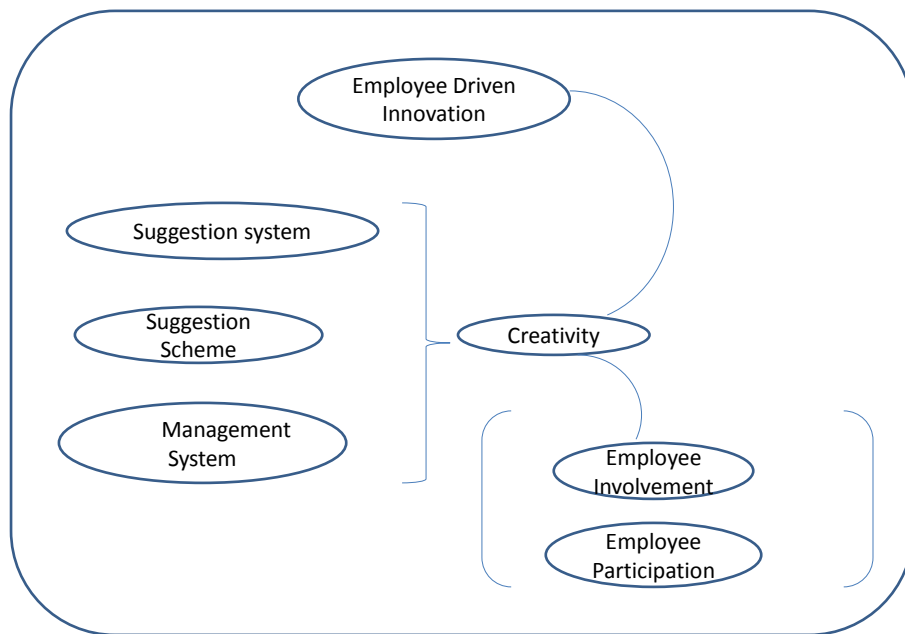 Employee Driven
Innovation
Suggestion system
Suggestion
Scheme
Creativity
Management
System
Employee
Involvement
Employee
Participation